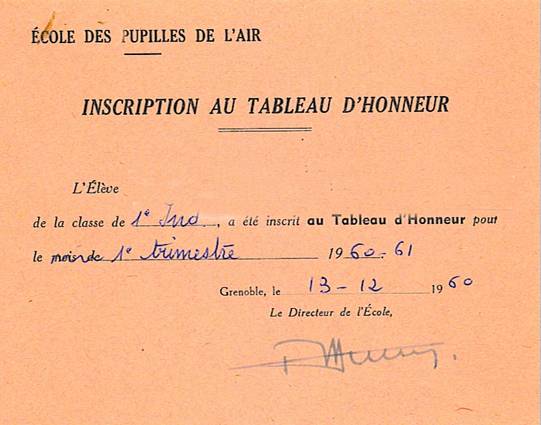 ÉCOLE DES PUPILLES DE L'AIR
INSCRIPTION AU TABLEAU D'HONNEUR
L'Élève
de la classe de 1e Ind, a été inscrit au Tableau d'Honneur pour
le mois de 1e trimestre 1960-61
Grenoble, le 13-12 1960
Le Directeur de l'École,